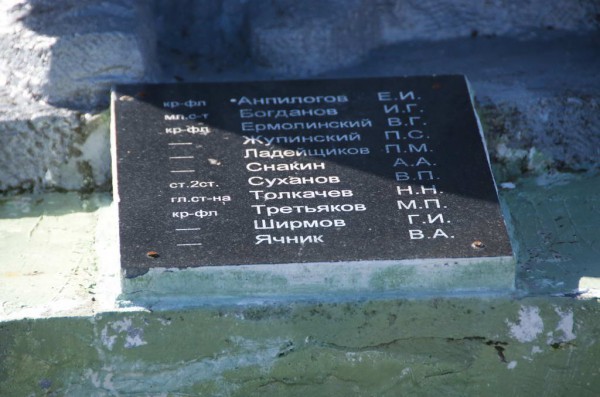 кр-фл Анпилогов Е.И.
мл.с-т Богданов И.Г.
кр-фл Ермолинский В.Г.
— Жупинский П.С.
— Ладейщиков П.М.
— Снакин А.А.
ст.2ст. Суханов В.П.
гл.ст-на Толкачев Н.Н.
кр-фл Третьяков М.П.
— Ширмов Г.И.
— Ячник В.А.